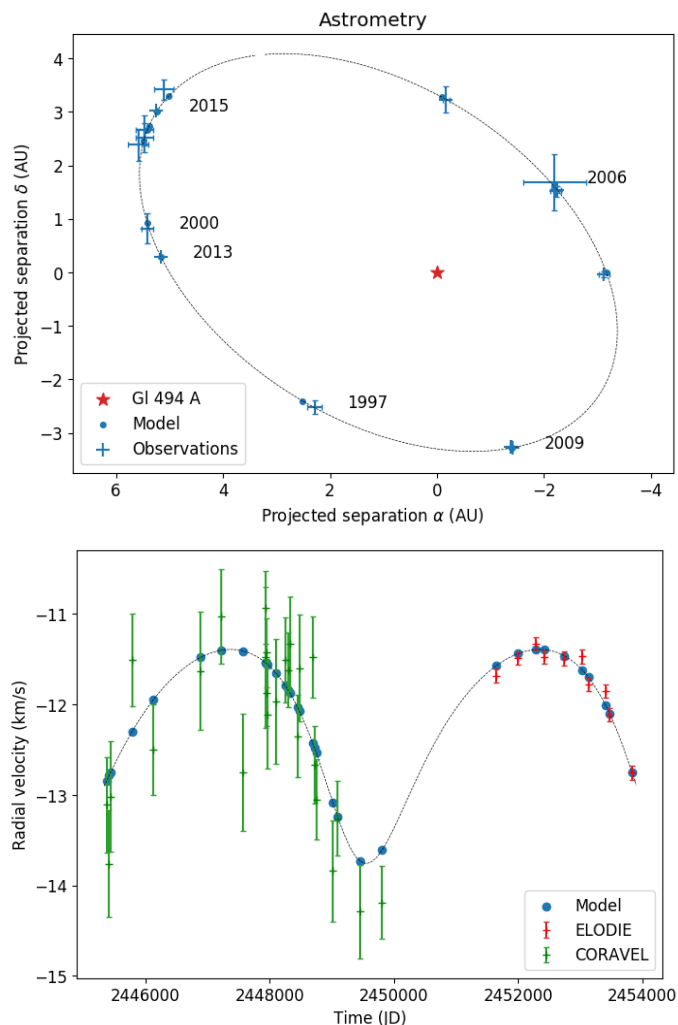 Astrometry
Projected separation δ (AU)
4
3
2
1
0
−1
−2
−3
2015
2006
2000
2013
1997
2009
Gl 494 A
Model
Observations
6 4 2 0 −2 −4
Projected separation α (AU)
Radial velocity (km/s)
−11
−12
−13
−14
−15
Model
ELODIE
CORAVEL
2446000 2448000 2450000 2452000 2454000
Time (JD)